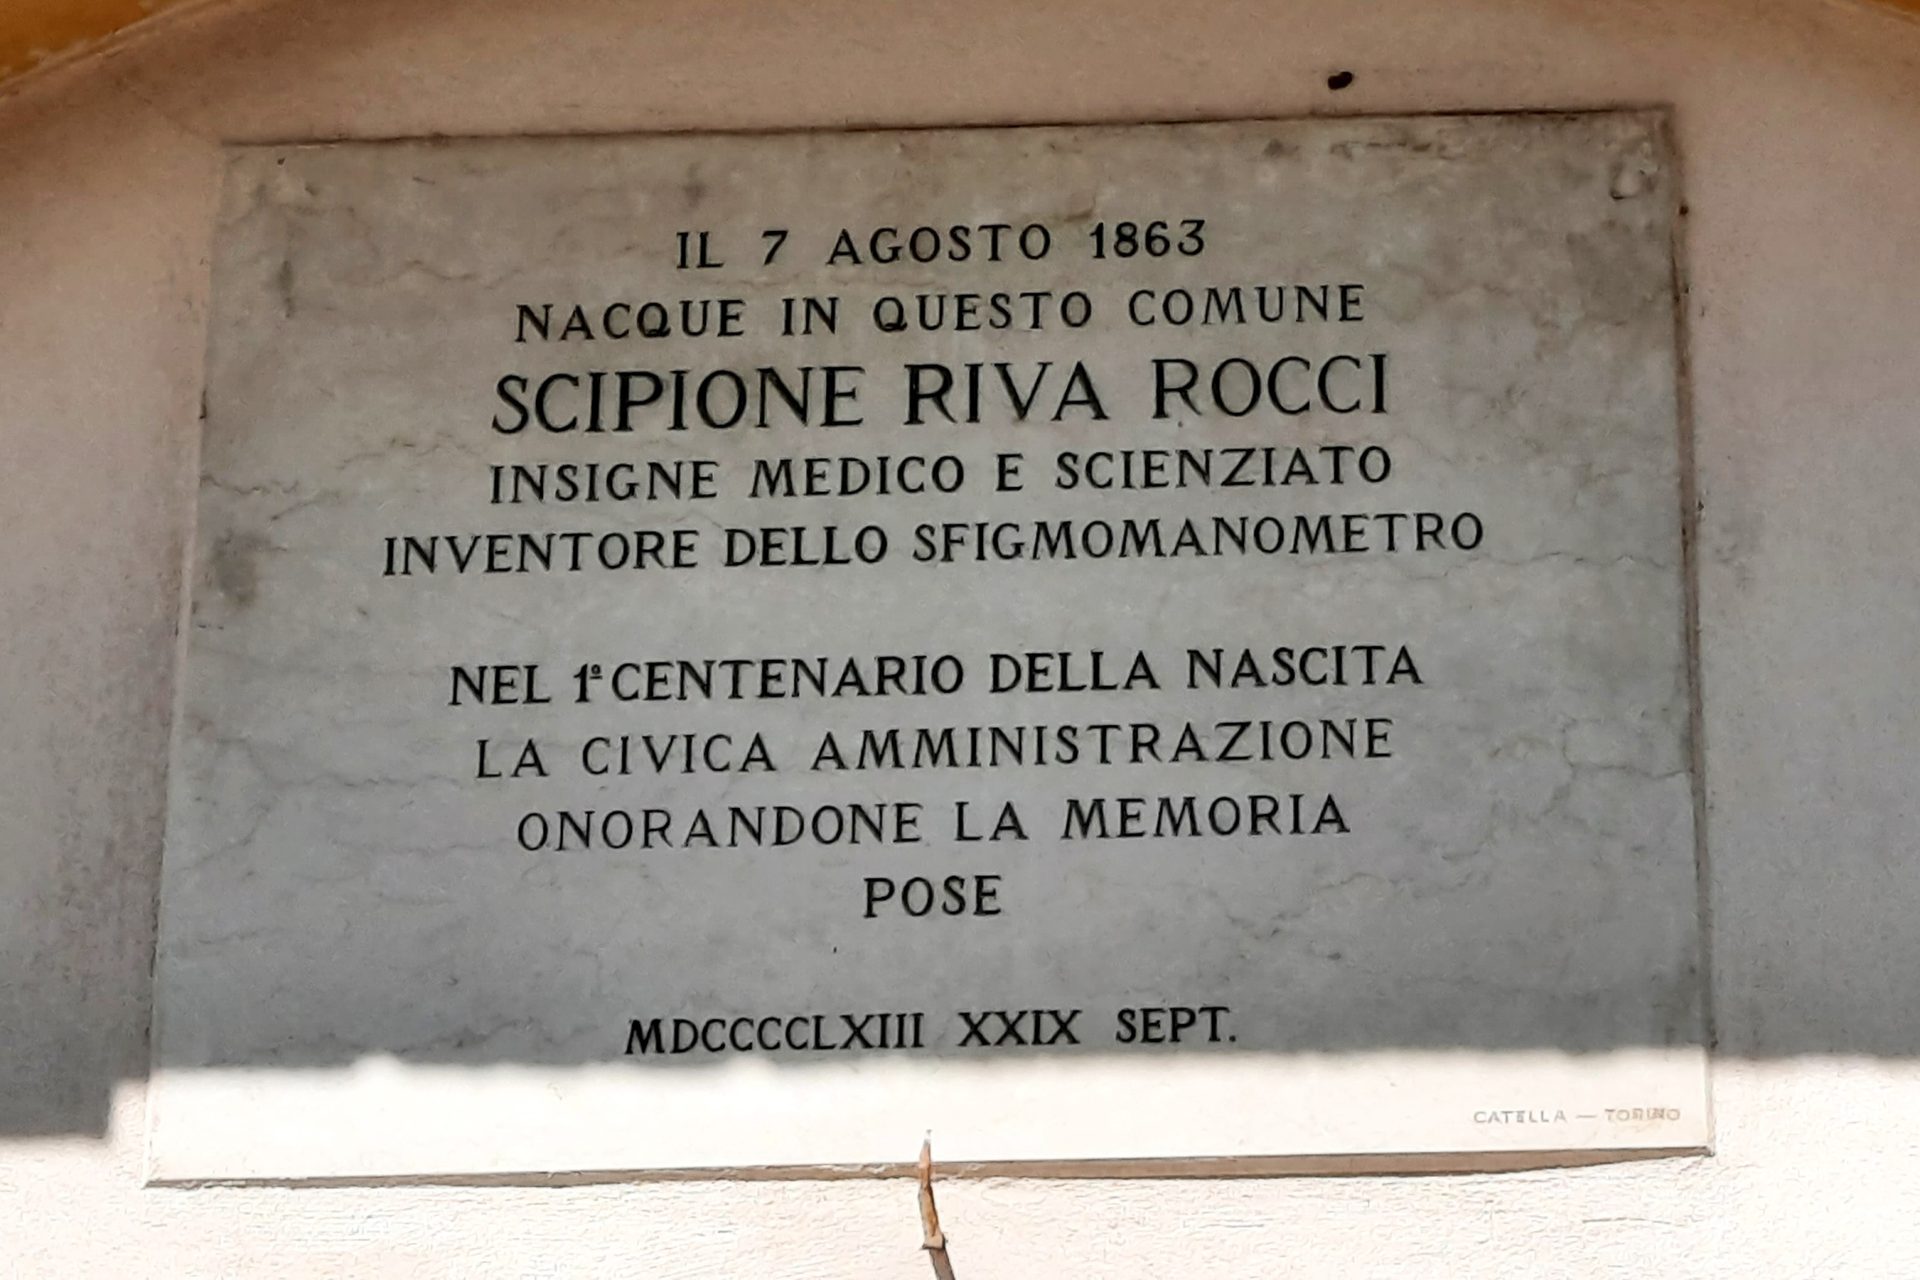 IL 7 AGOSTO 1863
NACQUE IN QUESTO COMUNE
SCIPIONE RIVA ROCCI
INSIGNE MEDICO E SCIENZIATO
INVENTORE DELLO SFIGMOMANOMETRO
NEL 1º CENTENARIO DELLA NASCITA
LA CIVICA AMMINISTRAZIONE
ONORANDONE LA MEMORIA
POSE
MDCCCCLXIII XXIX SEPT.
CATELLA — TORINO